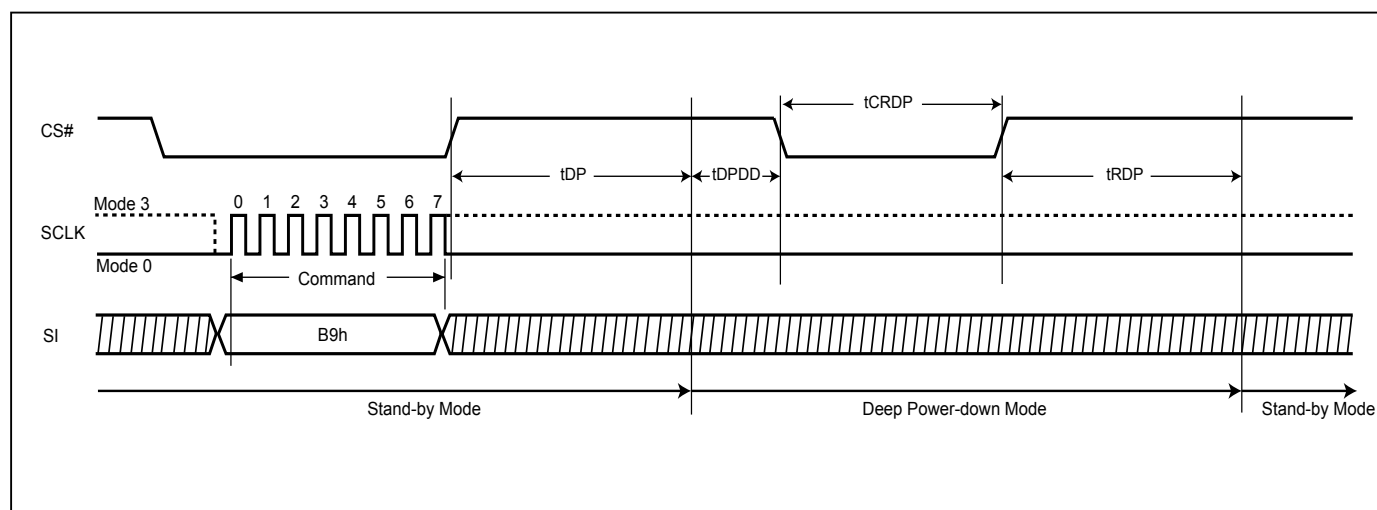 tCRDP
CS#
tDP
tDPDD
tRDP
Mode 3
0 1 2 3 4 5 6 7
SCLK
Mode 0
Command
SI
B9h
Stand-by Mode
Deep Power-down Mode
Stand-by Mode